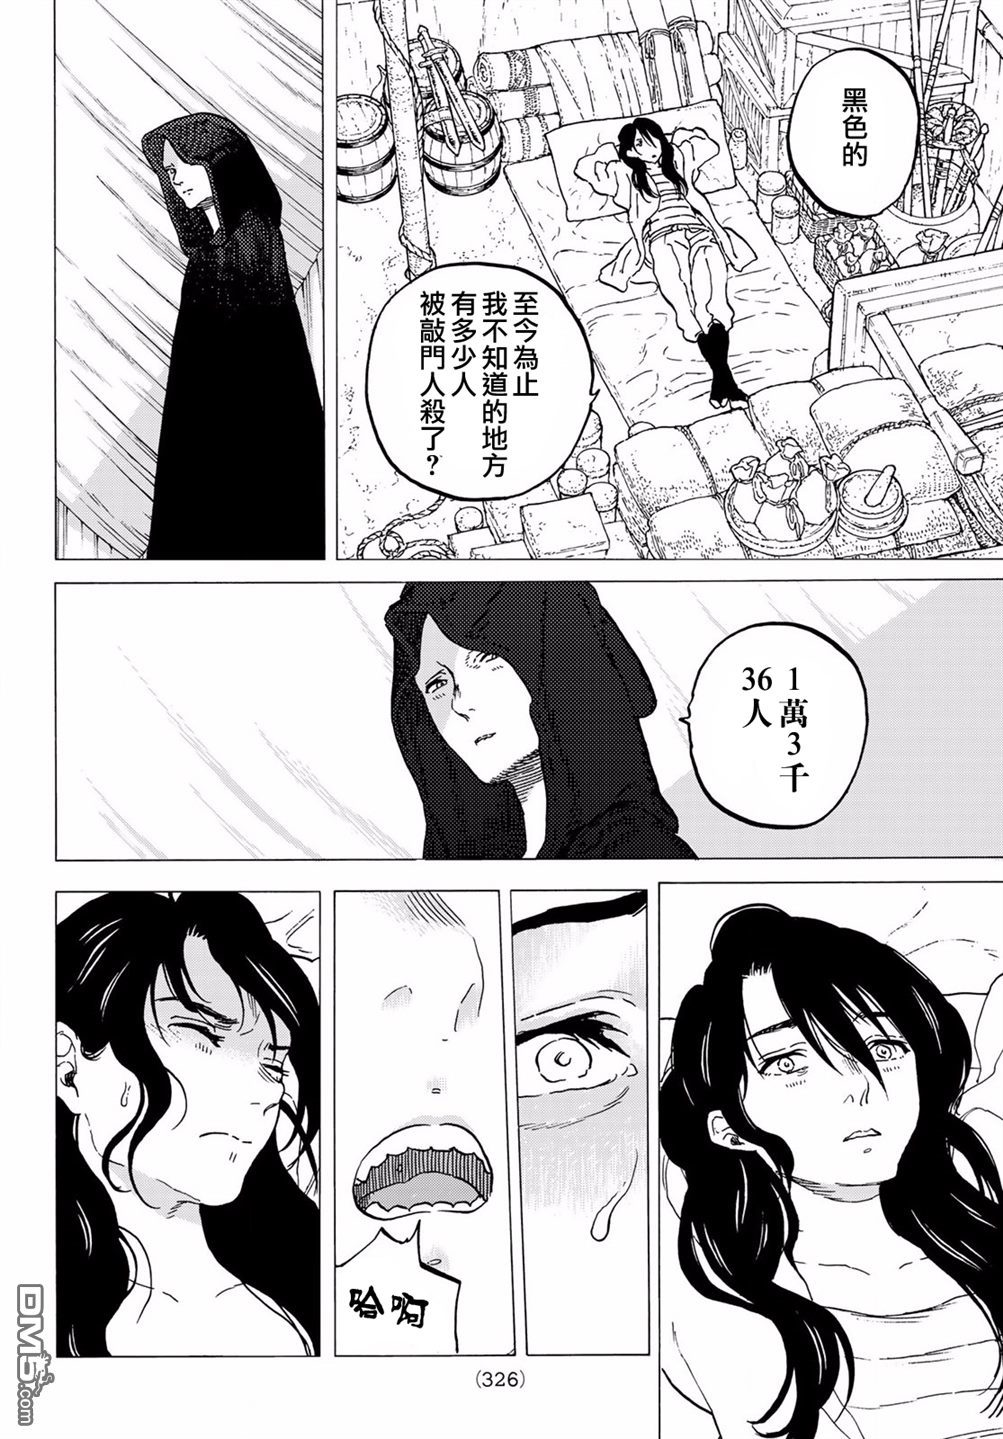 黑色的
至今為止
我不知道的地方
有多少人
被敲門人殺了？
1萬3千
36人
哈啊
(326)
DM5